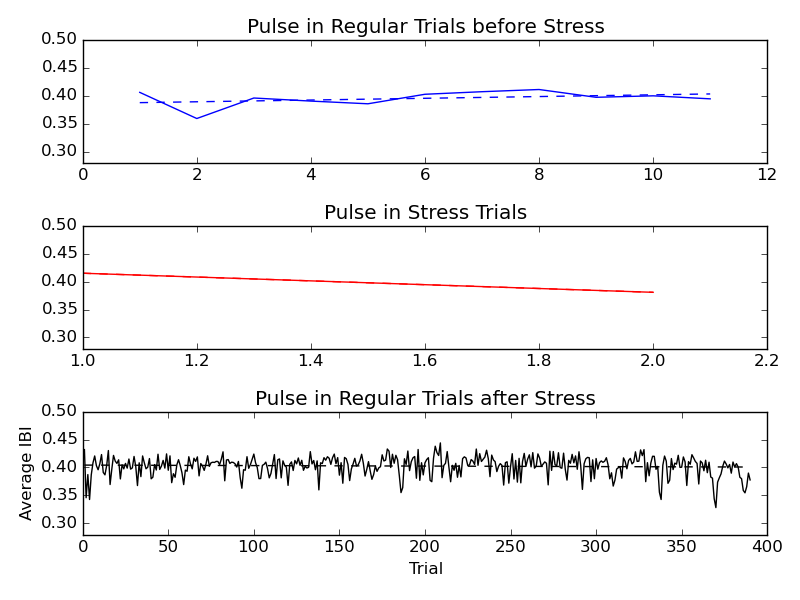 Pulse in Regular Trials before Stress
0.50
0.45
0.40
0.35
0.30
0 2 4 6 8 10 12
Pulse in Stress Trials
0.50
0.45
0.40
0.35
0.30
1.0 1.2 1.4 1.6 1.8 2.0 2.2
Pulse in Regular Trials after Stress
0.50
0.45
0.40
0.35
0.30
Average IBI
0 50 100 150 200 250 300 350 400
Trial